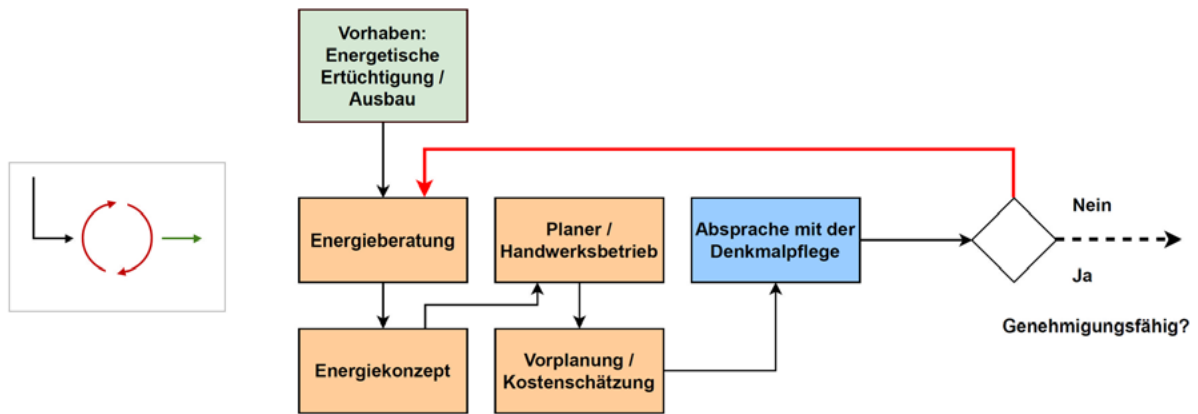 Vorhaben:
Energetische
Ertüchtigung /
Ausbau
Energieberatung
Planer /
Handwerksbetrieb
Absprache mit der
Denkmalpflege
Nein
Ja
Genehmigungsfähig?
Energiekonzept
Vorplanung /
Kostenschätzung